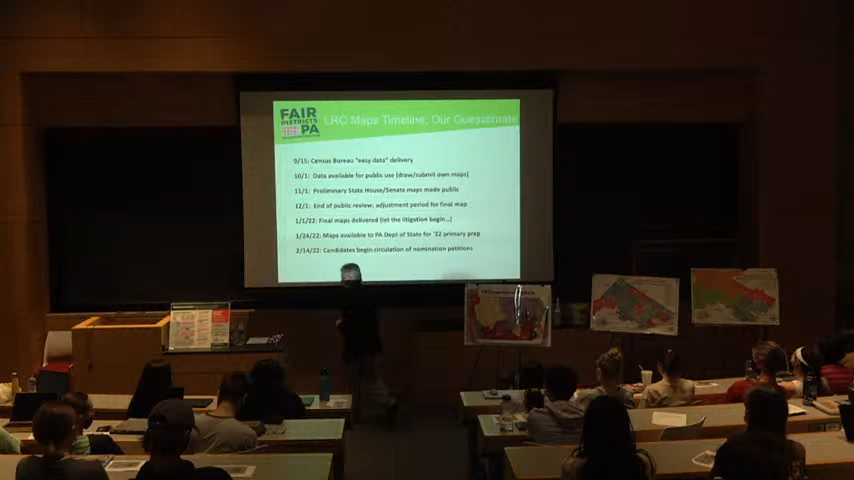 FAIR
DISTRICTS
PA
LRC Maps Timeline: Our Guesstimate
9/15: Census Bureau "easy data" delivery
10/1: Data available for public use (draw/submit own maps)
11/1: Preliminary State House/Senate maps made public
12/1: End of public review; adjustment period for final map
1/1/22: Final maps delivered (let the litigation begin...)
1/24/22: Maps available to PA Dept of State for '22 primary prep
2/14/22: Candidates begin circulation of nomination petitions